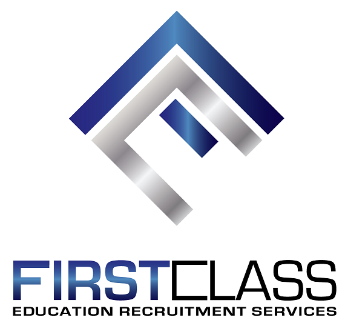 FIRSTCLASS
EDUCATION RECRUITMENT SERVICES